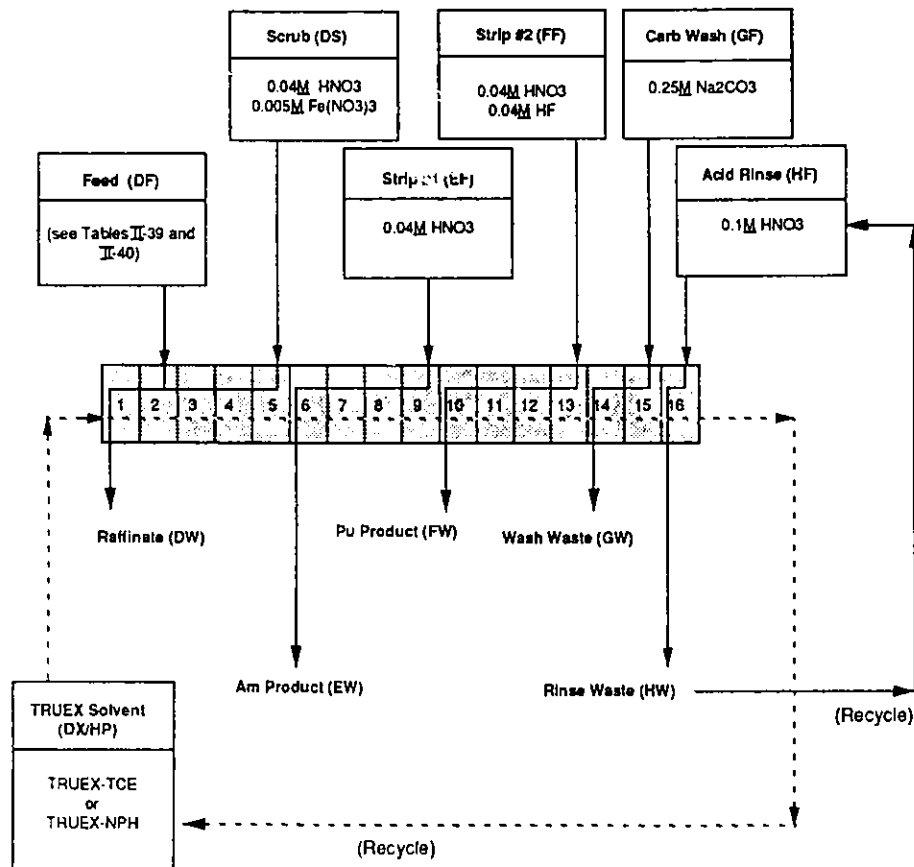 Scrub (DS)
0.04M HNO3
0.005M Fe(NO3)3
Strip #2 (FF)
0.04M HNO3
0.04M HF
Carb Wash (GF)
0.25M Na2CO3
Feed (DF)
(see Tables II-39 and
II-40)
Strip #1 (EF)
0.04M HNO3
Acid Rinse (HF)
0.1M HNO3
1 2 3 4 5 6 7 8 9 10 11 12 13 14 15 16
Raffinate (DW)
Pu Product (FW)
Wash Waste (GW)
Am Product (EW)
Rinse Waste (HW)
(Recycle)
TRUEX Solvent
(DX/HP)
TRUEX-TCE
or
TRUEX-NPH
(Recycle)